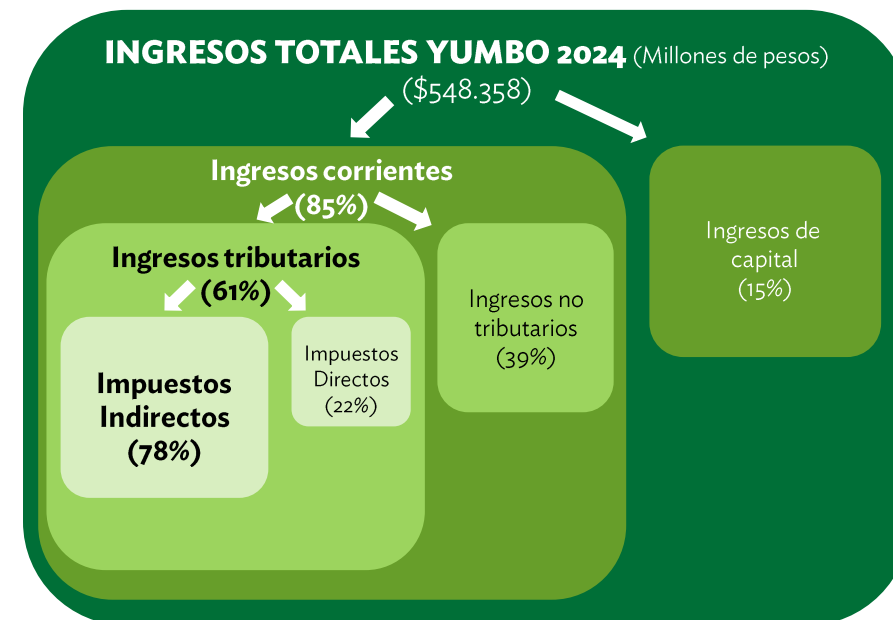 INGRESOS TOTALES YUMBO 2024 (Millones de pesos)
($548.358)
Ingresos corrientes
(85%)
Ingresos de
capital
(15%)
Ingresos tributarios
(61%)
Ingresos no
tributarios
(39%)
Impuestos
Indirectos
(78%)
Impuestos
Directos
(22%)